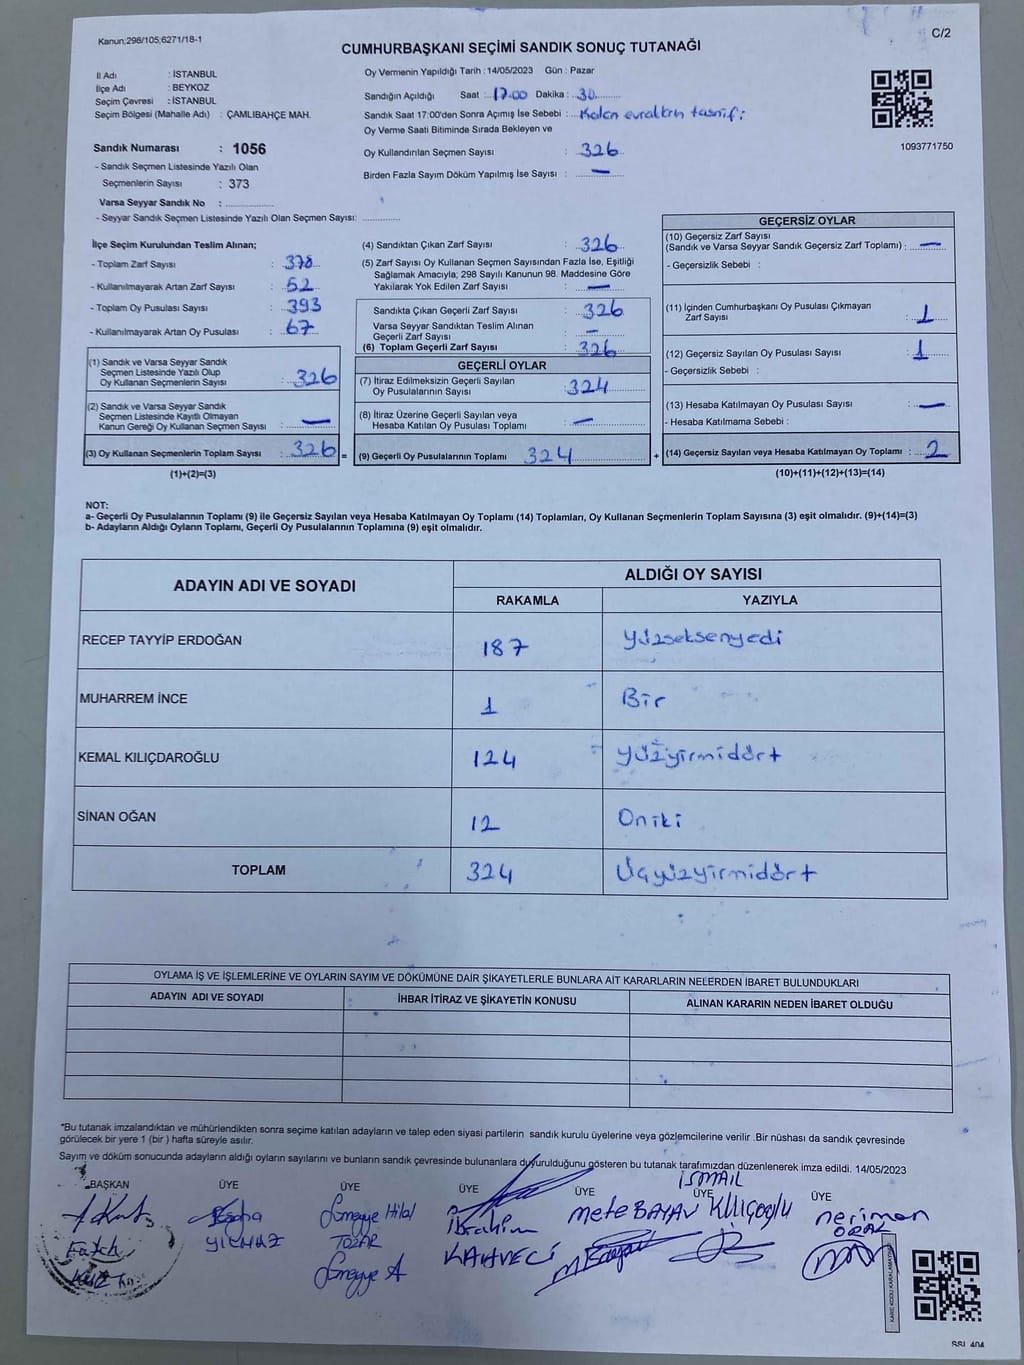 Kanun;298/105,6271/18-1
C/2
CUMHURBAŞKANI SEÇİMİ SANDIK SONUÇ TUTANAĞI
İl Adı : İSTANBUL
İlçe Adı : BEYKOZ
Seçim Çevresi : İSTANBUL
Seçim Bölgesi (Mahalle Adı) : ÇAMLIBAHÇE MAH.
Sandık Numarası : 1056
- Sandık Seçmen Listesinde Yazılı Olan
Seçmenlerin Sayısı : 373
Varsa Seyyar Sandık No : ..............
- Seyyar Sandık Seçmen Listesinde Yazılı Olan Seçmen Sayısı: ..............
Oy Vermenin Yapıldığı Tarih : 14/05/2023 Gün : Pazar
Sandığın Açıldığı Saat : 17.00 Dakika : 30
Sandık Saat 17:00'den Sonra Açımış İse Sebebi : Kalan evrakların tasnifi
Oy Verme Saati Bitiminde Sırada Bekleyen ve
Oy Kullandırılan Seçmen Sayısı : 326
Birden Fazla Sayım Döküm Yapılmış İse Sayısı : —
1093771750
İlçe Seçim Kurulundan Teslim Alınan;
- Toplam Zarf Sayısı : 378
- Kullanılmayarak Artan Zarf Sayısı : 52
- Toplam Oy Pusulası Sayısı : 393
- Kullanılmayarak Artan Oy Pusulası : 67
(1) Sandık ve Varsa Seyyar Sandık
Seçmen Listesinde Yazılı Olup
Oy Kullanan Seçmenlerin Sayısı : 326
(2) Sandık ve Varsa Seyyar Sandık
Seçmen Listesinde Kayıtlı Olmayan
Kanun Gereği Oy Kullanan Seçmen Sayısı : —
(3) Oy Kullanan Seçmenlerin Toplam Sayısı : 326 =
(1)+(2)=(3)
(4) Sandıktan Çıkan Zarf Sayısı : 326
(5) Zarf Sayısı Oy Kullanan Seçmen Sayısından Fazla İse, Eşitliği
Sağlamak Amacıyla; 298 Sayılı Kanunun 98. Maddesine Göre
Yakılarak Yok Edilen Zarf Sayısı : —
Sandıkta Çıkan Geçerli Zarf Sayısı : 326
Varsa Seyyar Sandıktan Teslim Alınan
Geçerli Zarf Sayısı : —
(6) Toplam Geçerli Zarf Sayısı : 326
GEÇERLİ OYLAR
(7) İtiraz Edilmeksizin Geçerli Sayılan
Oy Pusulalarının Sayısı : 324
(8) İtiraz Üzerine Geçerli Sayılan veya
Hesaba Katılan Oy Pusulası Toplamı : —
(9) Geçerli Oy Pusulalarının Toplamı 324 +
GEÇERSİZ OYLAR
(10) Geçersiz Zarf Sayısı
(Sandık ve Varsa Seyyar Sandık Geçersiz Zarf Toplamı) : —
- Geçersizlik Sebebi :
(11) İçinden Cumhurbaşkanı Oy Pusulası Çıkmayan
Zarf Sayısı : 1
(12) Geçersiz Sayılan Oy Pusulası Sayısı : 1
- Geçersizlik Sebebi :
(13) Hesaba Katılmayan Oy Pusulası Sayısı : —
- Hesaba Katılmama Sebebi :
(14) Geçersiz Sayılan veya Hesaba Katılmayan Oy Toplamı : 2
(10)+(11)+(12)+(13)=(14)
NOT:
a- Geçerli Oy Pusulalarının Toplamı (9) ile Geçersiz Sayılan veya Hesaba Katılmayan Oy Toplamı (14) Toplamları, Oy Kullanan Seçmenlerin Toplam Sayısına (3) eşit olmalıdır. (9)+(14)=(3)
b- Adayların Aldığı Oyların Toplamı, Geçerli Oy Pusulalarının Toplamına (9) eşit olmalıdır.
ADAYIN ADI VE SOYADI ALDIĞI OY SAYISI
RAKAMLA YAZIYLA
RECEP TAYYİP ERDOĞAN 187 Yüzseksenyedi
MUHARREM İNCE 1 Bir
KEMAL KILIÇDAROĞLU 124 Yüzyirmidört
SİNAN OĞAN 12 Oniki
TOPLAM 324 Üçyüzyirmidört
OYLAMA İŞ VE İŞLEMLERİNE VE OYLARIN SAYIM VE DÖKÜMÜNE DAİR ŞİKAYETLERLE BUNLARA AİT KARARLARIN NELERDEN İBARET BULUNDUKLARI
ADAYIN ADI VE SOYADI İHBAR İTİRAZ VE ŞİKAYETİN KONUSU ALINAN KARARIN NEDEN İBARET OLDUĞU
*Bu tutanak imzalandıktan ve mühürlendikten sonra seçime katılan adayların ve talep eden siyasi partilerin sandık kurulu üyelerine veya gözlemcilerine verilir .Bir nüshası da sandık çevresinde
görülecek bir yere 1 (bir ) hafta süreyle asılır.
Sayım ve döküm sonucunda adayların aldığı oyların sayılarını ve bunların sandık çevresinde bulunanlara duyurulduğunu gösteren bu tutanak tarafımızdan düzenlenerek imza edildi. 14/05/2023
BAŞKAN ÜYE ÜYE ÜYE ÜYE ÜYE ÜYE
Fatih
YILMAZ
Sümeyye Hilal
TOZAR
Sümeyye
İbrahim
KAHVECİ
Mete BAYAV
İSMAİL
KILIÇOĞLU
Nerimen
ORAL
KARE KODU KARALAMA
SSL 404